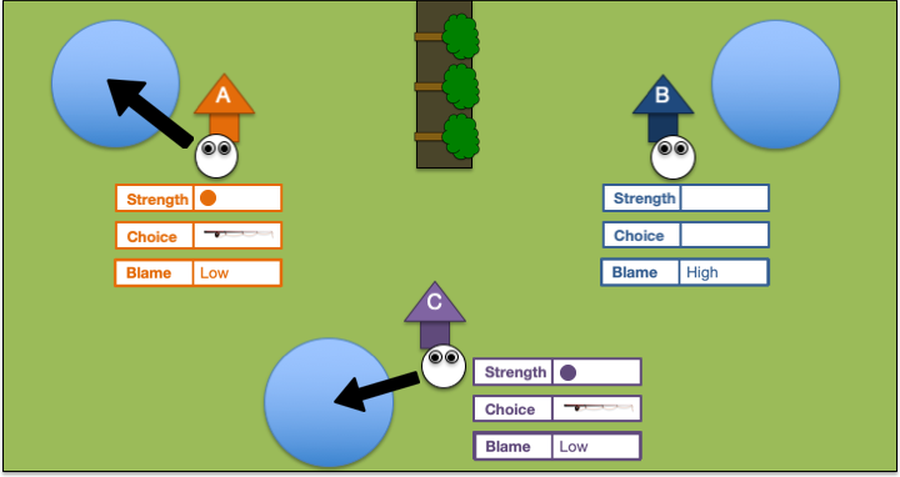 A
B
Strength
Choice
Blame Low
Strength
Choice
Blame High
C
Strength
Choice
Blame Low